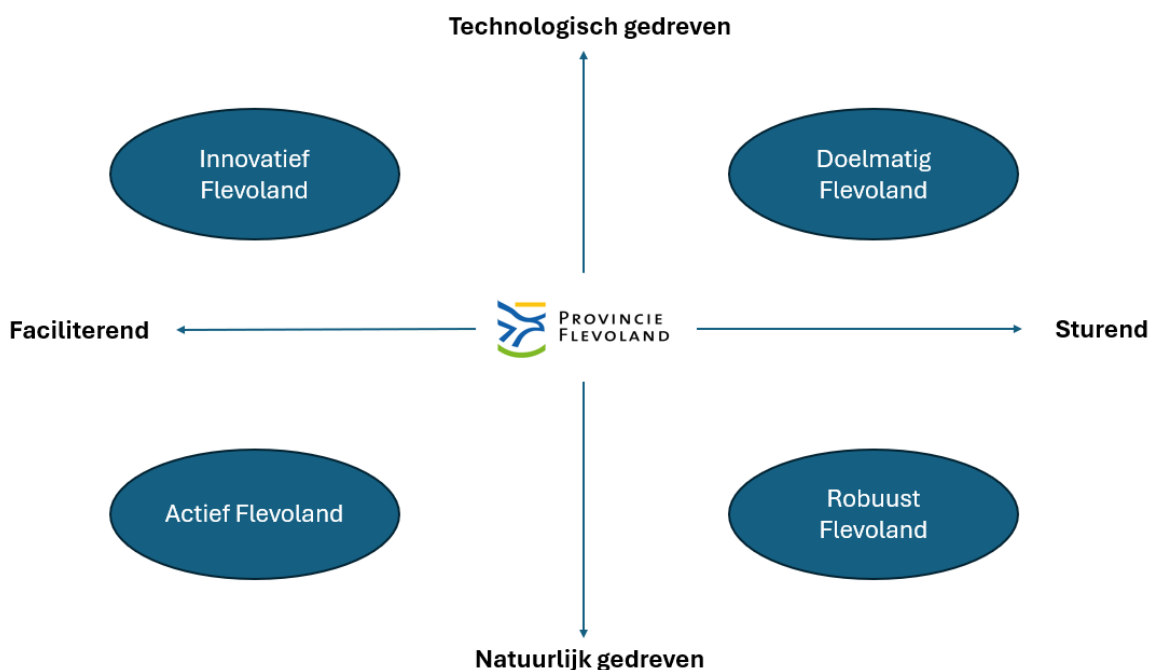 Technologisch gedreven
Innovatief
Flevoland
Doelmatig
Flevoland
Faciliterend
PROVINCIE
FLEVOLAND
Sturend
Actief Flevoland
Robuust
Flevoland
Natuurlijk gedreven